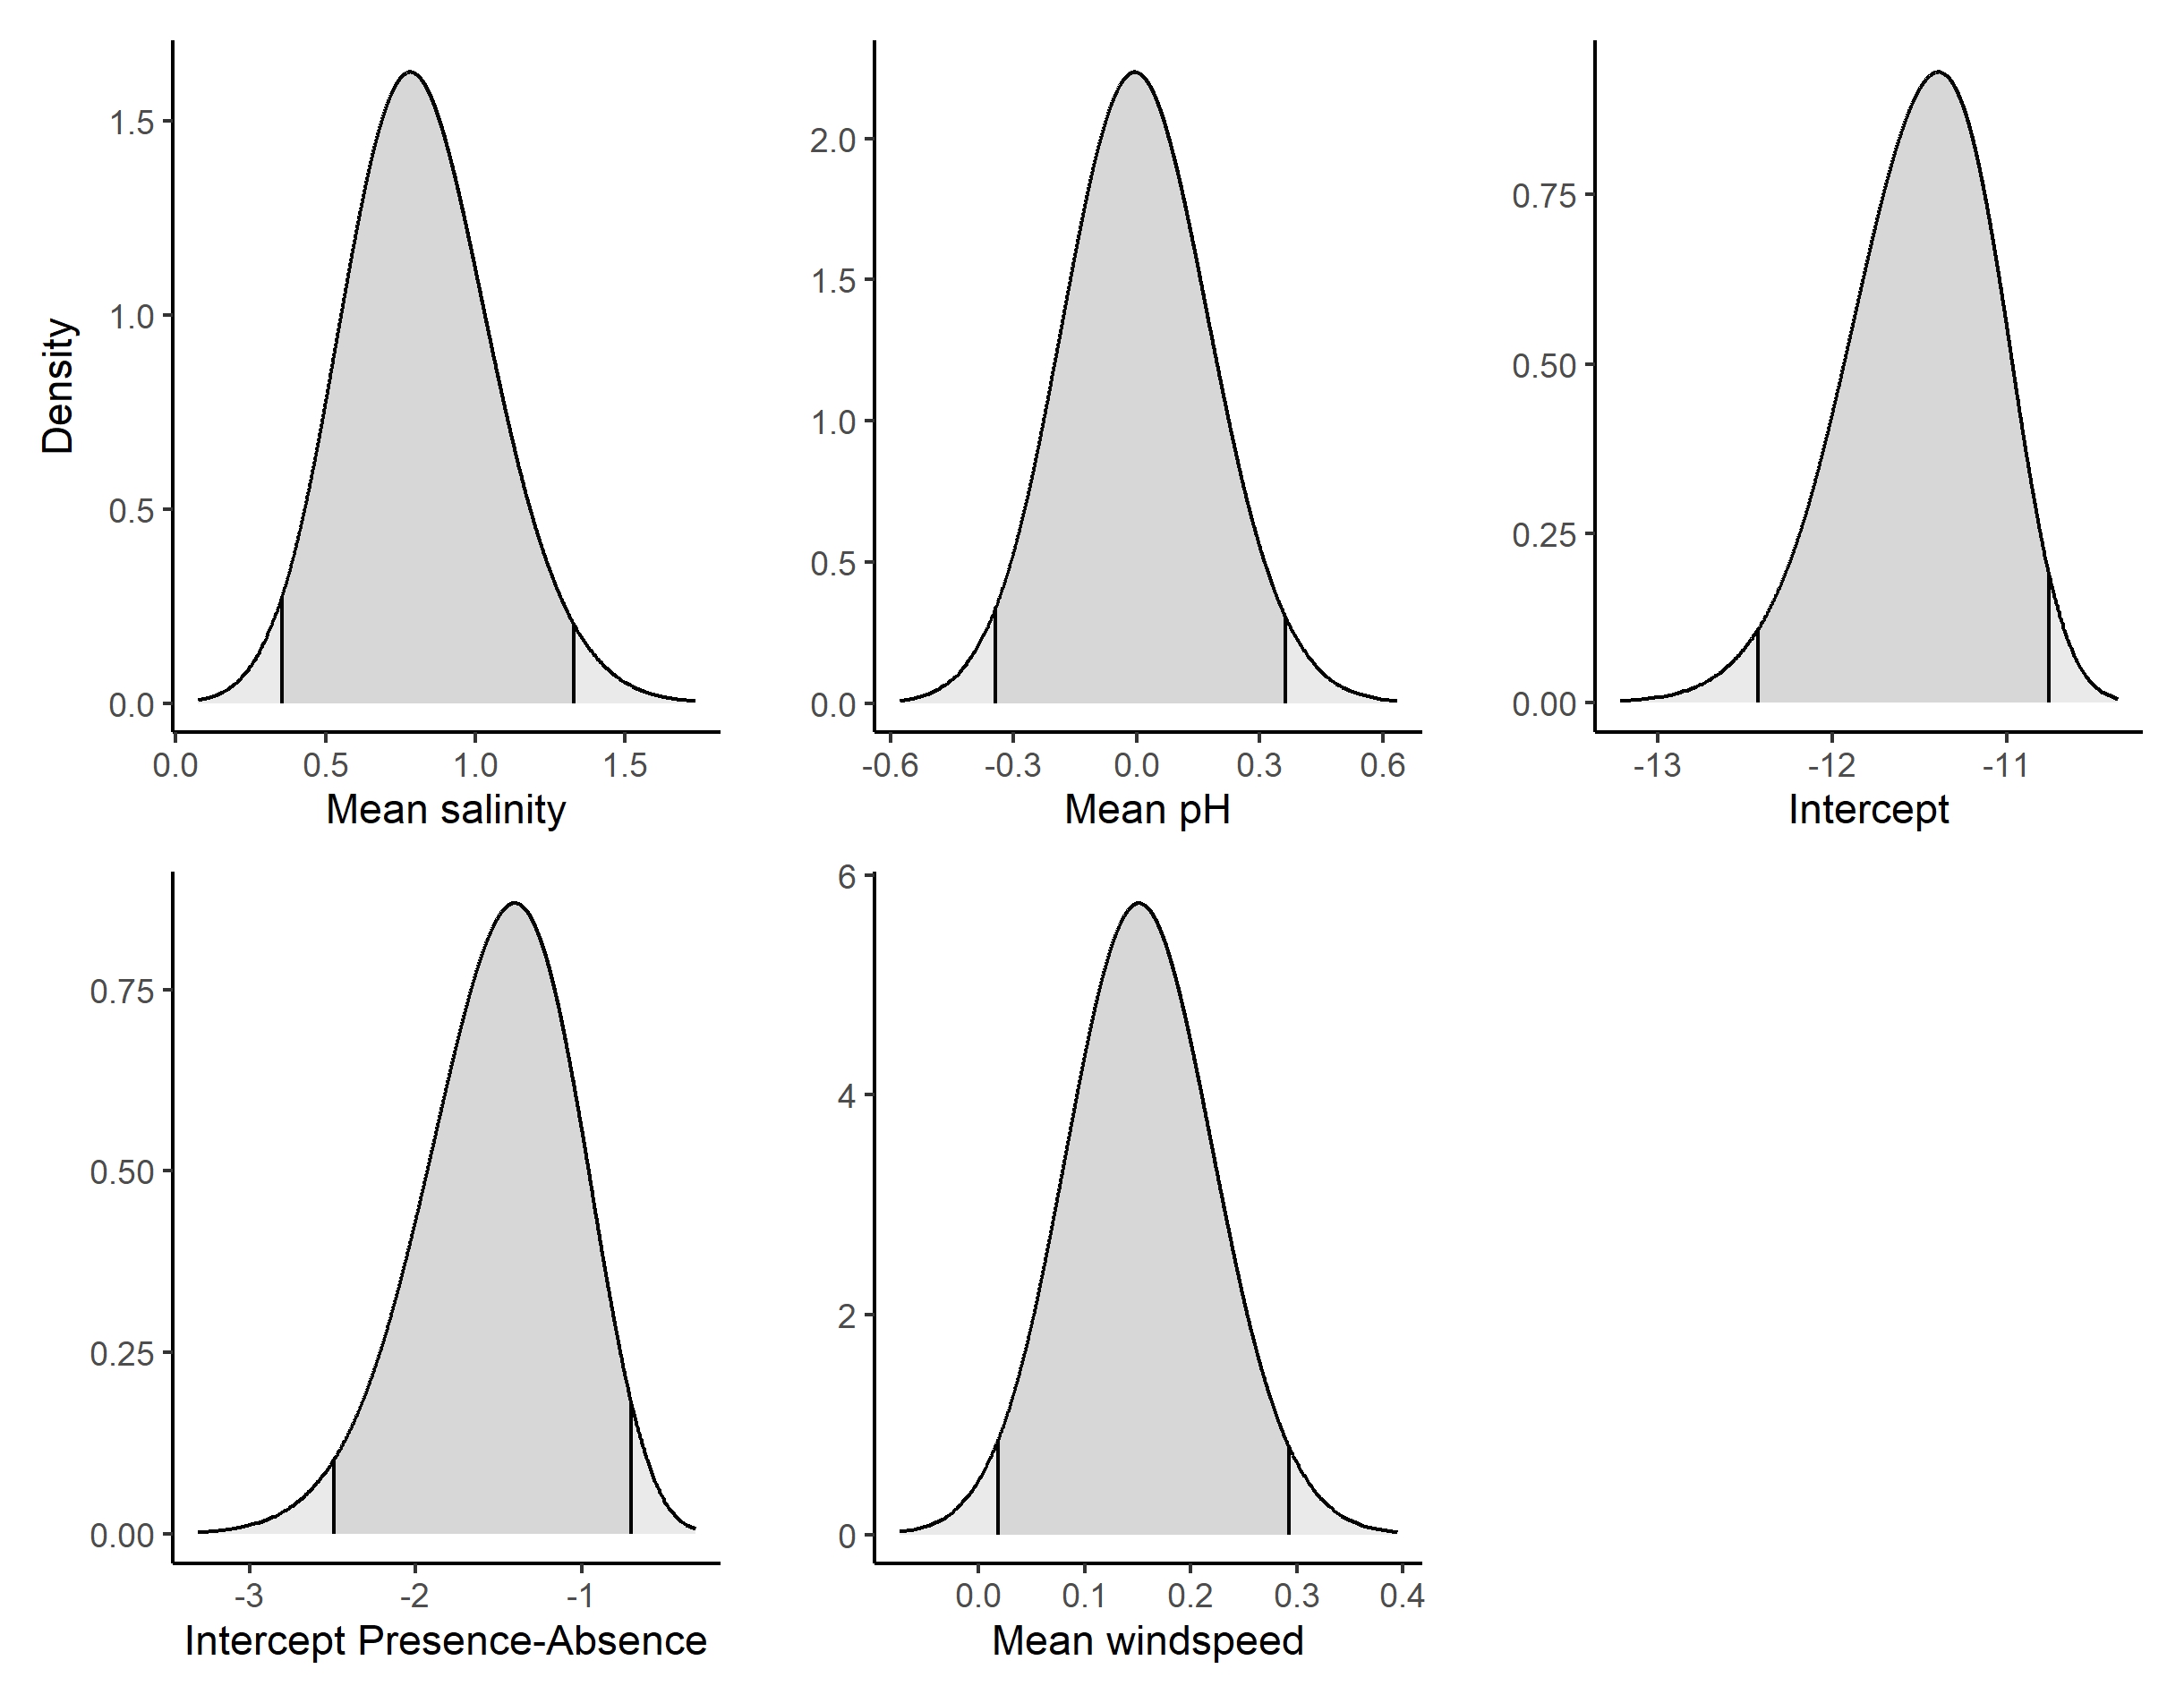 Density
1.5
1.0
0.5
0.0
0.0 0.5 1.0 1.5
Mean salinity
2.0
1.5
1.0
0.5
0.0
-0.6 -0.3 0.0 0.3 0.6
Mean pH
0.75
0.50
0.25
0.00
-13 -12 -11
Intercept
0.75
0.50
0.25
0.00
-3 -2 -1
Intercept Presence-Absence
6
4
2
0
0.0 0.1 0.2 0.3 0.4
Mean windspeed